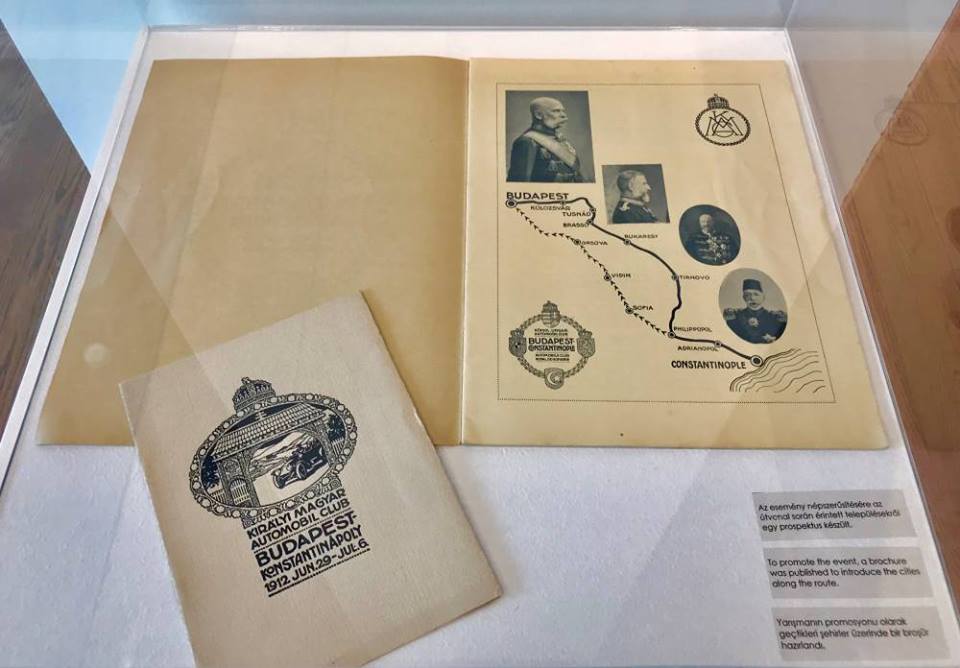 BUDAPEST
KOLOZSVÁR
TUSNÁD
BRASSO
ORSOVA
BUKAREST
VIDIN
TIRNOVO
SOFIA
PHILIPPOPOL
ADRIANOPOL
CONSTANTINOPLE
BUDAPEST-
CONSTANTINOPLE
KIRÁLYI MAGYAR
AUTOMOBIL CLUB
BUDAPEST-
KONSTANTINÁPOLY
1912. JUN. 29-JUL. 6.
Az esemény népszerűsítésére az
útvonal során érintett településekről
egy prospektus készült.
To promote the event, a brochure
was published to introduce the cities
along the route.
Yarışmanın promosyonu olarak
geçtikleri şehirler üzerinde bir broşür
hazırlandı.